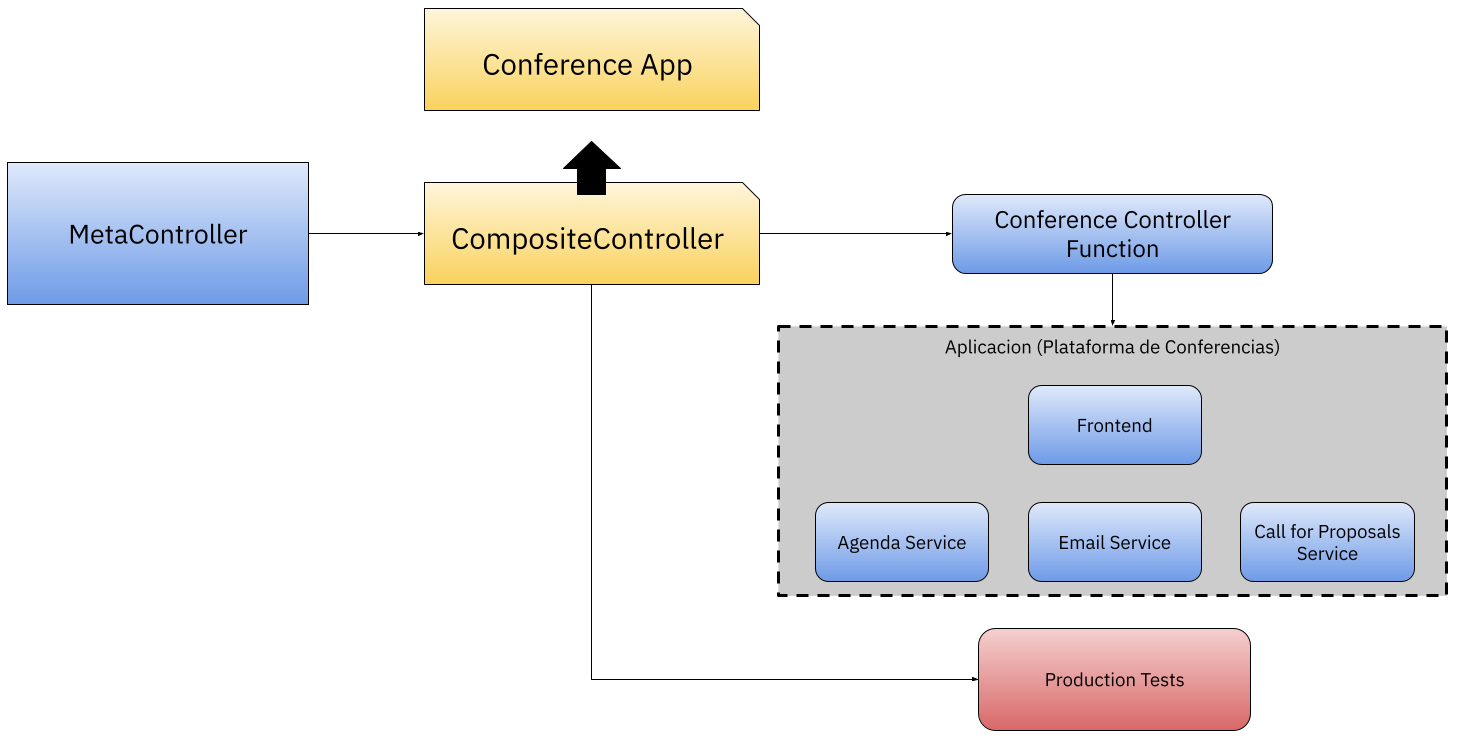 Conference App
MetaController
CompositeController
Conference Controller
Function
Aplicacion (Plataforma de Conferencias)
Frontend
Agenda Service
Email Service
Call for Proposals
Service
Production Tests